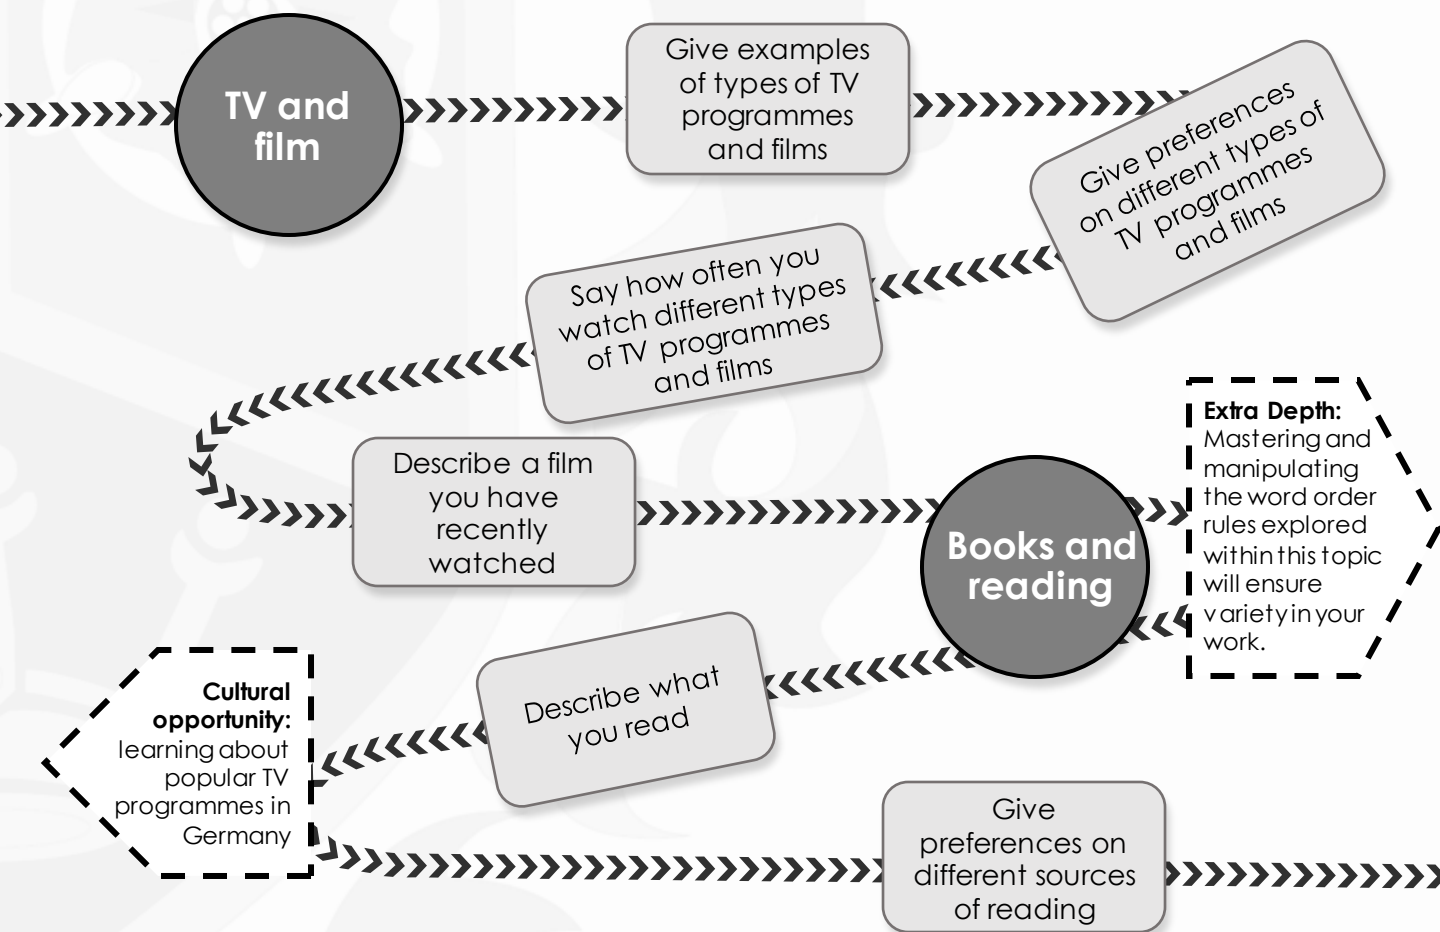 TV and
film
Give examples
of types of TV
programmes
and films
Give preferences
on different types of
TV programmes
and films
Say how often you
watch different types
of TV programmes
and films
Describe a film
you have
recently
watched
Books and
reading
Extra Depth:
Mastering and
manipulating
the word order
rules explored
within this topic
will ensure
variety in your
work.
Describe what
you read
Cultural
opportunity:
learning about
popular TV
programmes in
Germany
Give
preferences on
different sources
of reading